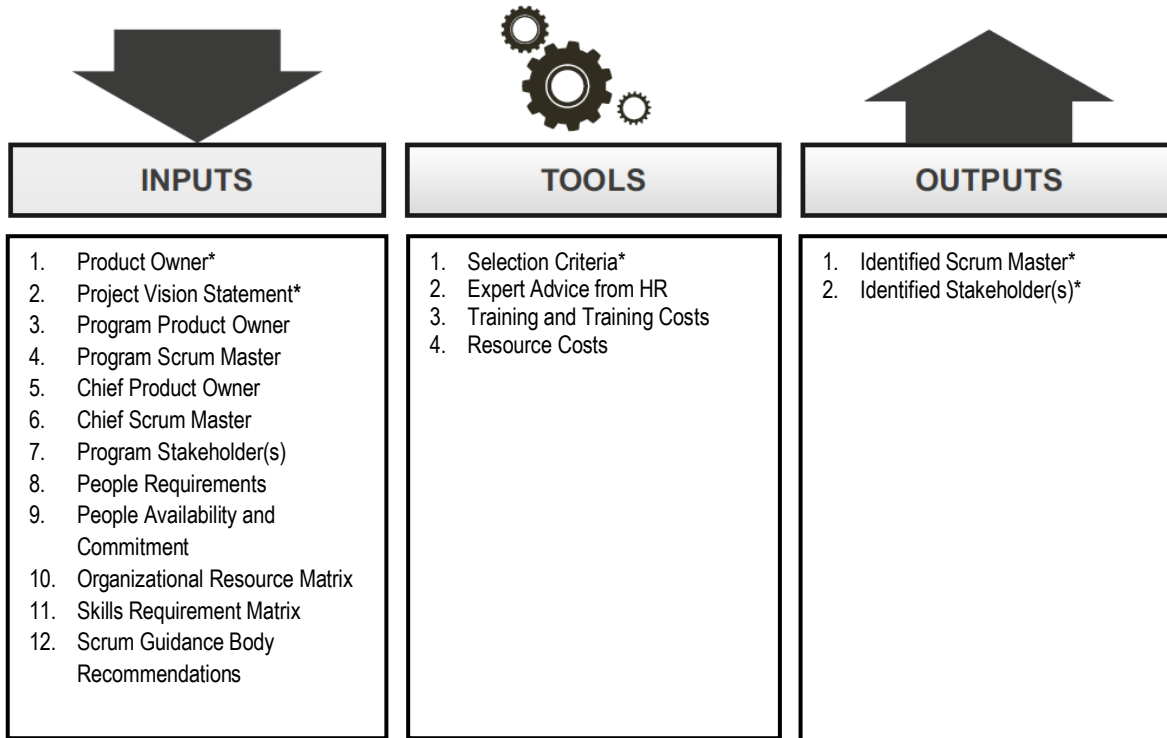 INPUTS
1. Product Owner*
2. Project Vision Statement*
3. Program Product Owner
4. Program Scrum Master
5. Chief Product Owner
6. Chief Scrum Master
7. Program Stakeholder(s)
8. People Requirements
9. People Availability and
Commitment
10. Organizational Resource Matrix
11. Skills Requirement Matrix
12. Scrum Guidance Body
Recommendations
TOOLS
1. Selection Criteria*
2. Expert Advice from HR
3. Training and Training Costs
4. Resource Costs
OUTPUTS
1. Identified Scrum Master*
2. Identified Stakeholder(s)*